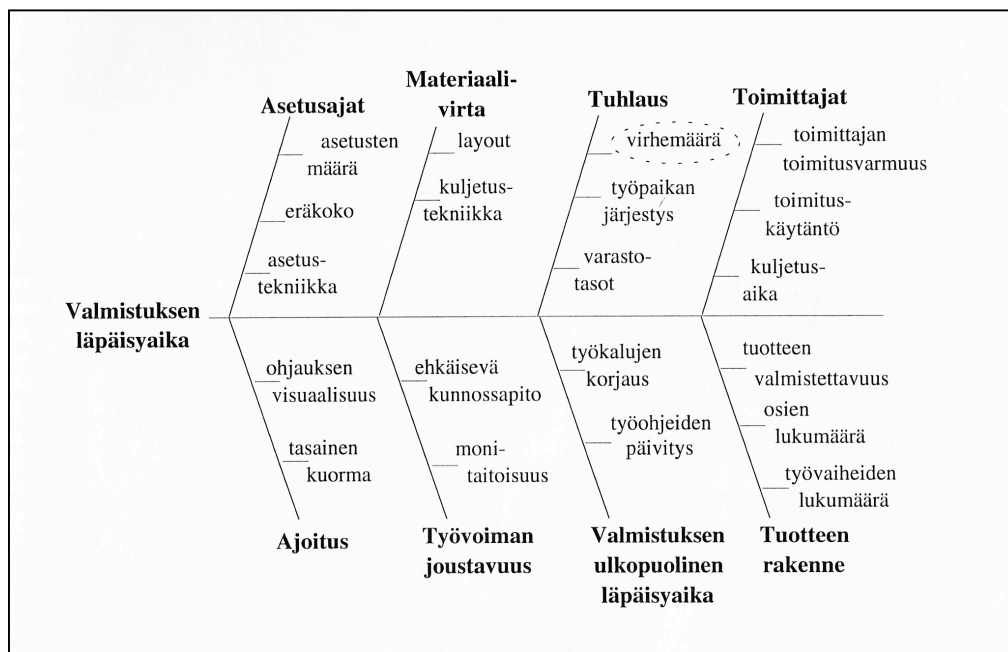 Asetusajat
asetusten
määrä
eräkoko
asetus-
tekniikka
Materiaali-
virta
layout
kuljetus-
tekniikka
Tuhlaus
virhemäärä
työpaikan
järjestys
varasto-
tasot
Toimittajat
toimittajan
toimitusvarmuus
toimitus-
käytäntö
kuljetus-
aika
Valmistuksen
läpäisyaika
ohjauksen
visuaalisuus
tasainen
kuorma
Ajoitus
ehkäisevä
kunnossapito
moni-
taitoisuus
Työvoiman
joustavuus
työkalujen
korjaus
työohjeiden
päivitys
Valmistuksen
ulkopuolinen
läpäisyaika
tuotteen
valmistettavuus
osien
lukumäärä
työvaiheiden
lukumäärä
Tuotteen
rakenne